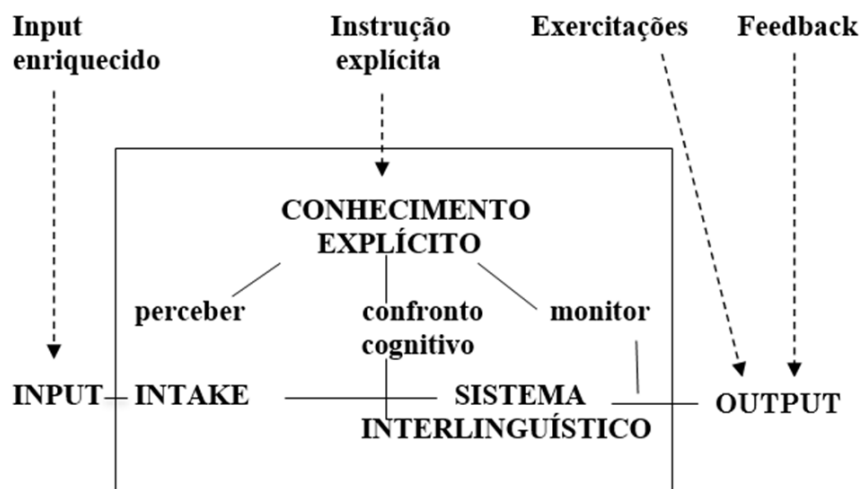 Input
enriquecido
Instrução
explícita
Exercitações
Feedback
CONHECIMENTO
EXPLÍCITO
perceber
confronto
cognitivo
monitor
INPUT
INTAKE
SISTEMA
INTERLINGUÍSTICO
OUTPUT